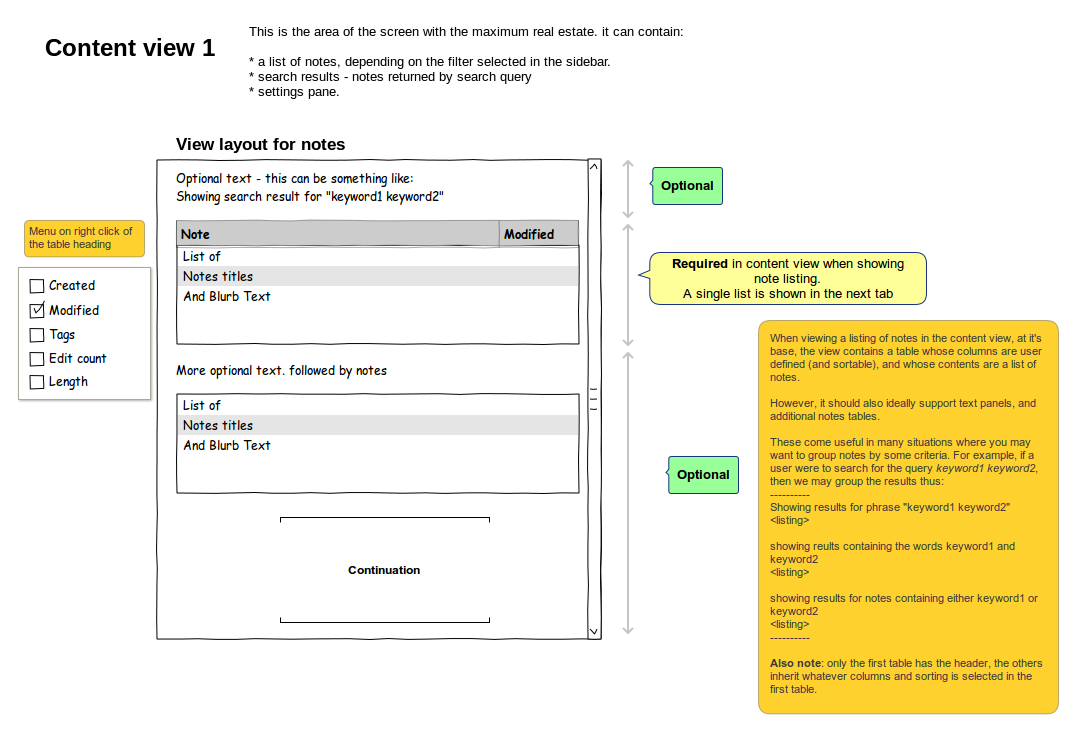 Content view 1
This is the area of the screen with the maximum real estate. it can contain:
* a list of notes, depending on the filter selected in the sidebar.
* search results - notes returned by search query
* settings pane.
View layout for notes
Optional text - this can be something like:
Showing search result for "keyword1 keyword2"
Optional
Menu on right click of
the table heading
Created
Modified
Tags
Edit count
Length
Note Modified
List of
Notes titles
And Blurb Text
Required in content view when showing
note listing.
A single list is shown in the next tab
More optional text. followed by notes
List of
Notes titles
And Blurb Text
Optional
Continuation
When viewing a listing of notes in the content view, at it's
base, the view contains a table whose columns are user
defined (and sortable), and whose contents are a list of
notes.
However, it should also ideally support text panels, and
additional notes tables.
These come useful in many situations where you may
want to group notes by some criteria. For example, if a
user were to search for the query keyword1 keyword2,
then we may group the results thus:
----------
Showing results for phrase "keyword1 keyword2"
<listing>
showing reults containing the words keyword1 and
keyword2
<listing>
showing results for notes containing either keyword1 or
keyword2
<listing>
----------
Also note: only the first table has the header, the others
inherit whatever columns and sorting is selected in the
first table.